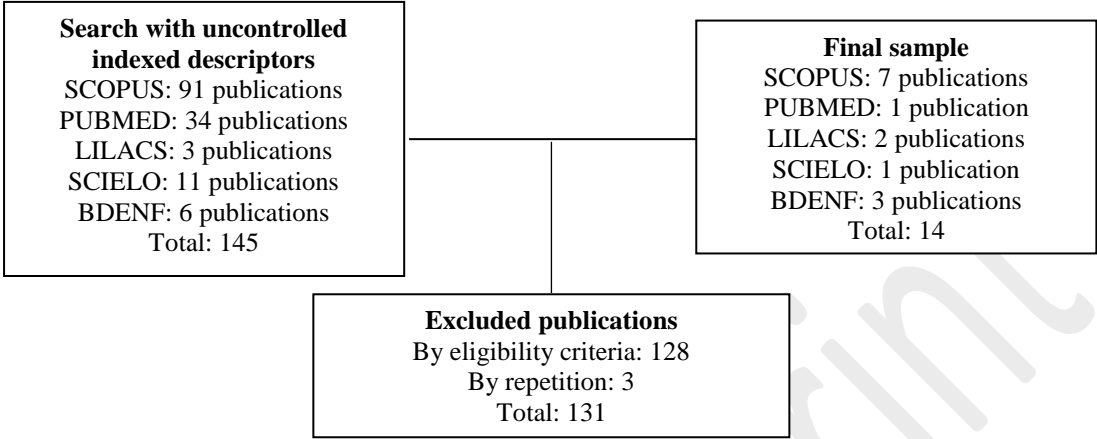 Search with uncontrolled
indexed descriptors
SCOPUS: 91 publications
PUBMED: 34 publications
LILACS: 3 publications
SCIELO: 11 publications
BDENF: 6 publications
Total: 145
Final sample
SCOPUS: 7 publications
PUBMED: 1 publication
LILACS: 2 publications
SCIELO: 1 publication
BDENF: 3 publications
Total: 14
Excluded publications
By eligibility criteria: 128
By repetition: 3
Total: 131